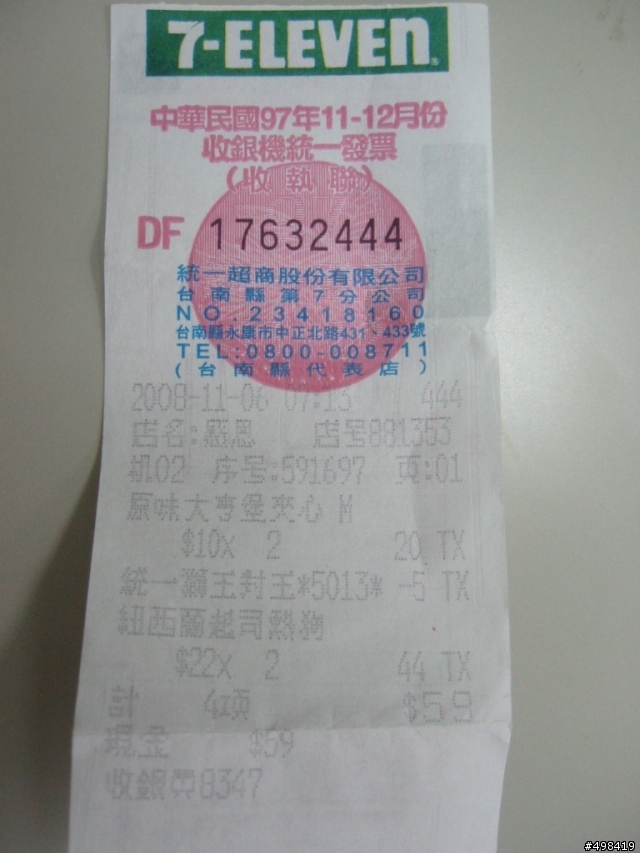 7-ELEVEN®
中華民國97年11-12月份
收銀機統一發票
(收執聯)
DF 17632444
統一超商股份有限公司
台南縣第7分公司
NO.23418160
台南縣永康市中正北路431、433號
TEL:0800-008711
(台南縣代表店)
2008-11-06 07:13 444
店名:感恩 店号881353
机02 序号:591697 页:01
原味大亨堡夾心 M
$10x 2 20 TX
統一獅王封王*5013* -5 TX
紐西蘭起司熱狗
$22x 2 44 TX
計 4項 $59
現金 $59
收銀員8347
#498419